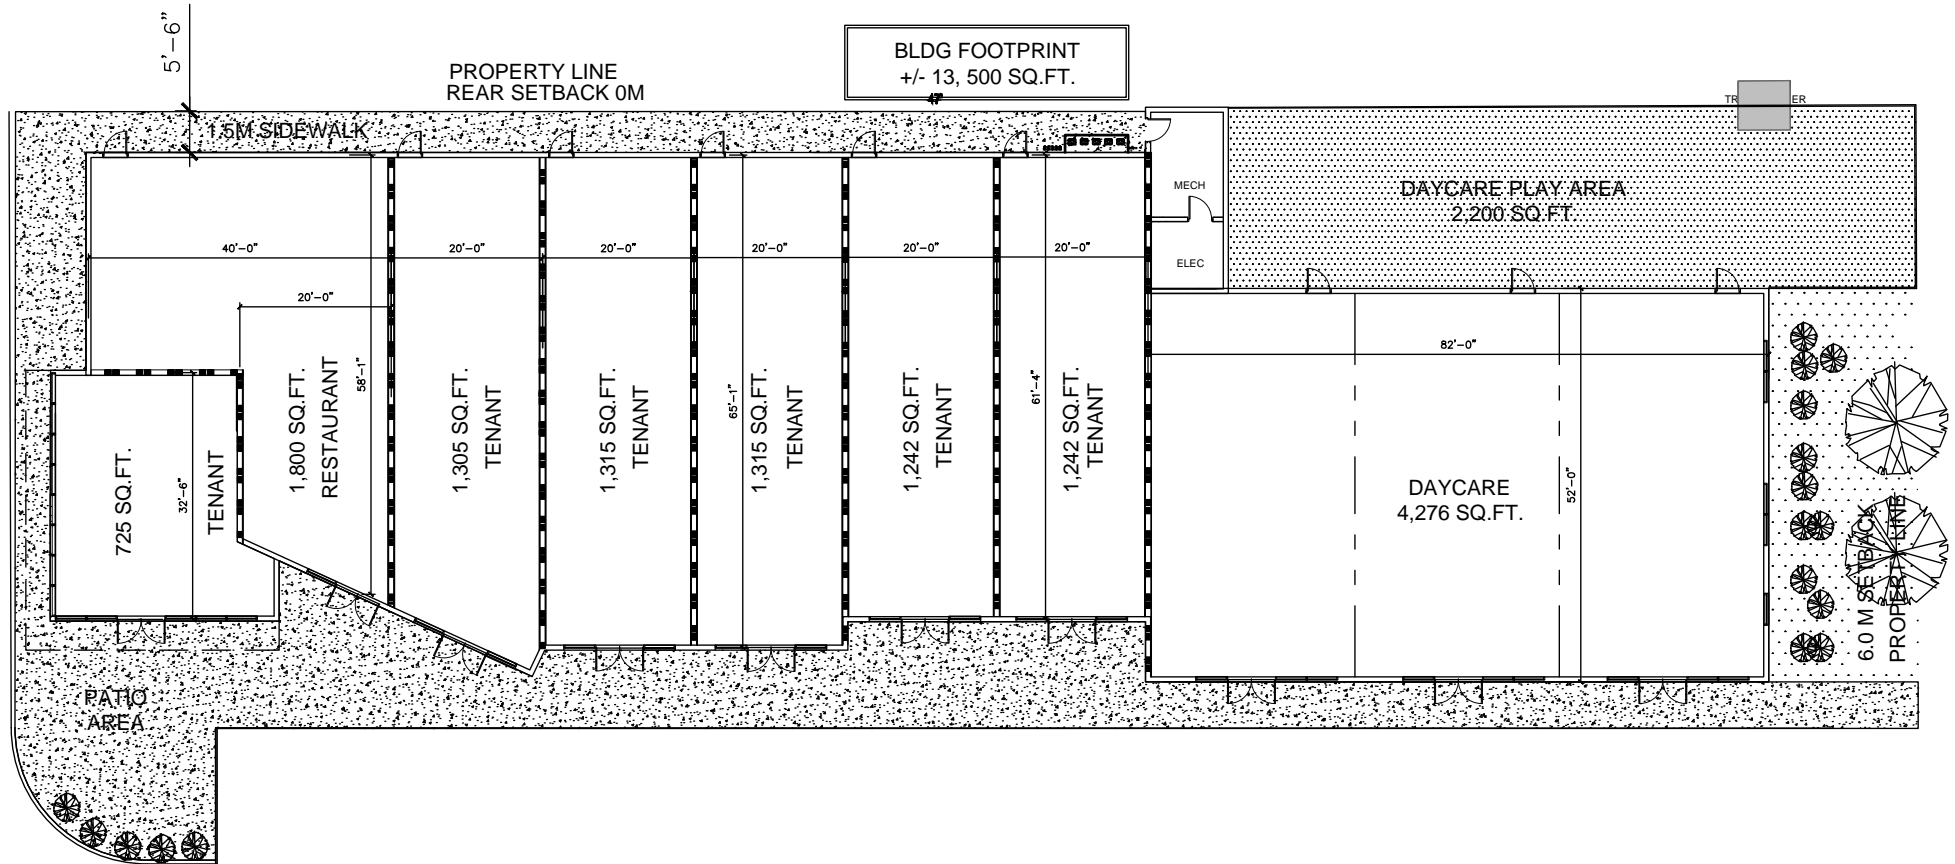 5'-6"
BLDG FOOTPRINT
+/- 13, 500 SQ.FT.
PROPERTY LINE
REAR SETBACK 0M
1.5M SIDEWALK
MECH
ELEC
DAYCARE PLAY AREA
2,200 SQ.FT.
40'-0"
20'-0"
20'-0"
20'-0"
20'-0"
20'-0"
20'-0"
82'-0"
725 SQ.FT.
TENANT
32'-6"
1,800 SQ.FT.
RESTAURANT
58'-1"
1,305 SQ.FT.
TENANT
1,315 SQ.FT.
TENANT
65'-1"
1,315 SQ.FT.
TENANT
1,242 SQ.FT.
TENANT
61'-4"
1,242 SQ.FT.
TENANT
DAYCARE
4,276 SQ.FT.
52'-0"
6.0 M SETBACK
PROPERTY LINE
PATIO
AREA